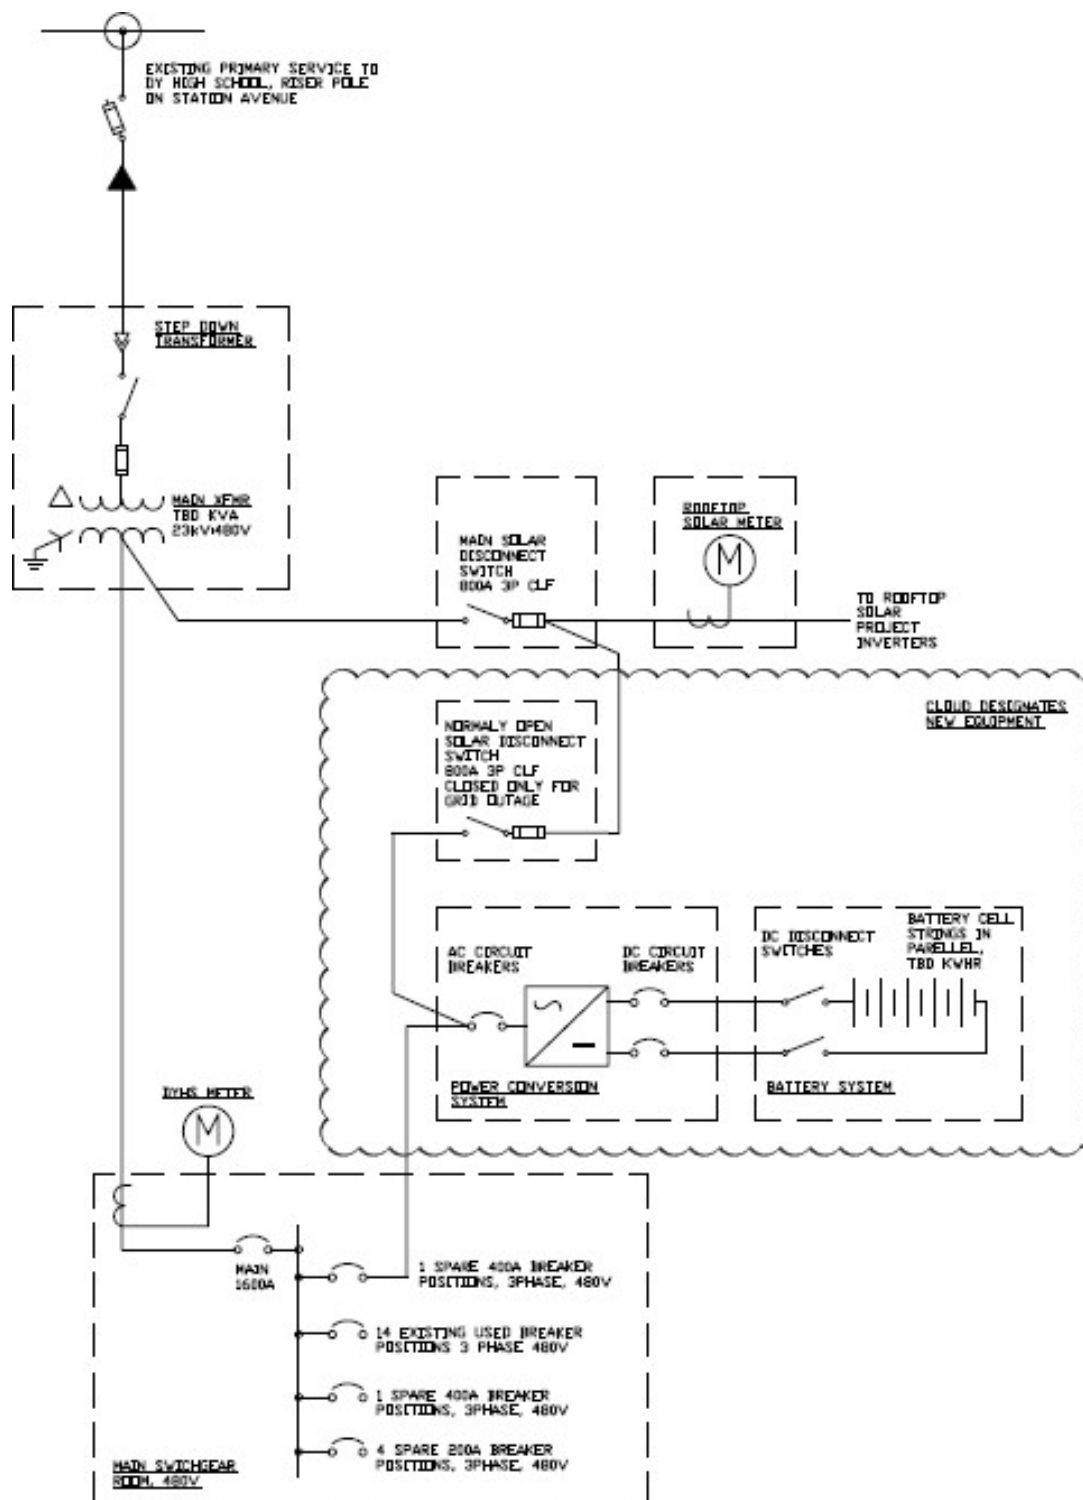 EXISTING PRIMARY SERVICE TO
DY HIGH SCHOOL, RISER POLE
ON STATION AVENUE
STEP DOWN
TRANSFORMER
MAIN XFMR
TBD KVA
23kV:480V
MAIN SOLAR
DISCONNECT
SWITCH
800A 3P CLF
ROOFTOP
SOLAR METER
M
TO ROOFTOP
SOLAR
PROJECT
INVERTERS
CLOUD DESIGNATES
NEW EQUIPMENT
NORMALY OPEN
SOLAR DISCONNECT
SWITCH
800A 3P CLF
CLOSED ONLY FOR
GRID OUTAGE
AC CIRCUIT
BREAKERS
DC CIRCUIT
BREAKERS
POWER CONVERSION
SYSTEM
DC DISCONNECT
SWITCHES
BATTERY CELL
STRINGS IN
PARELLEL,
TBD KWHR
BATTERY SYSTEM
DYHS METER
M
MAIN
1600A
1 SPARE 400A BREAKER
POSITIONS, 3PHASE, 480V
14 EXISTING USED BREAKER
POSITIONS 3 PHASE 480V
1 SPARE 400A BREAKER
POSITIONS, 3PHASE, 480V
4 SPARE 200A BREAKER
POSITIONS, 3PHASE, 480V
MAIN SWICHGEAR
ROOM, 480V